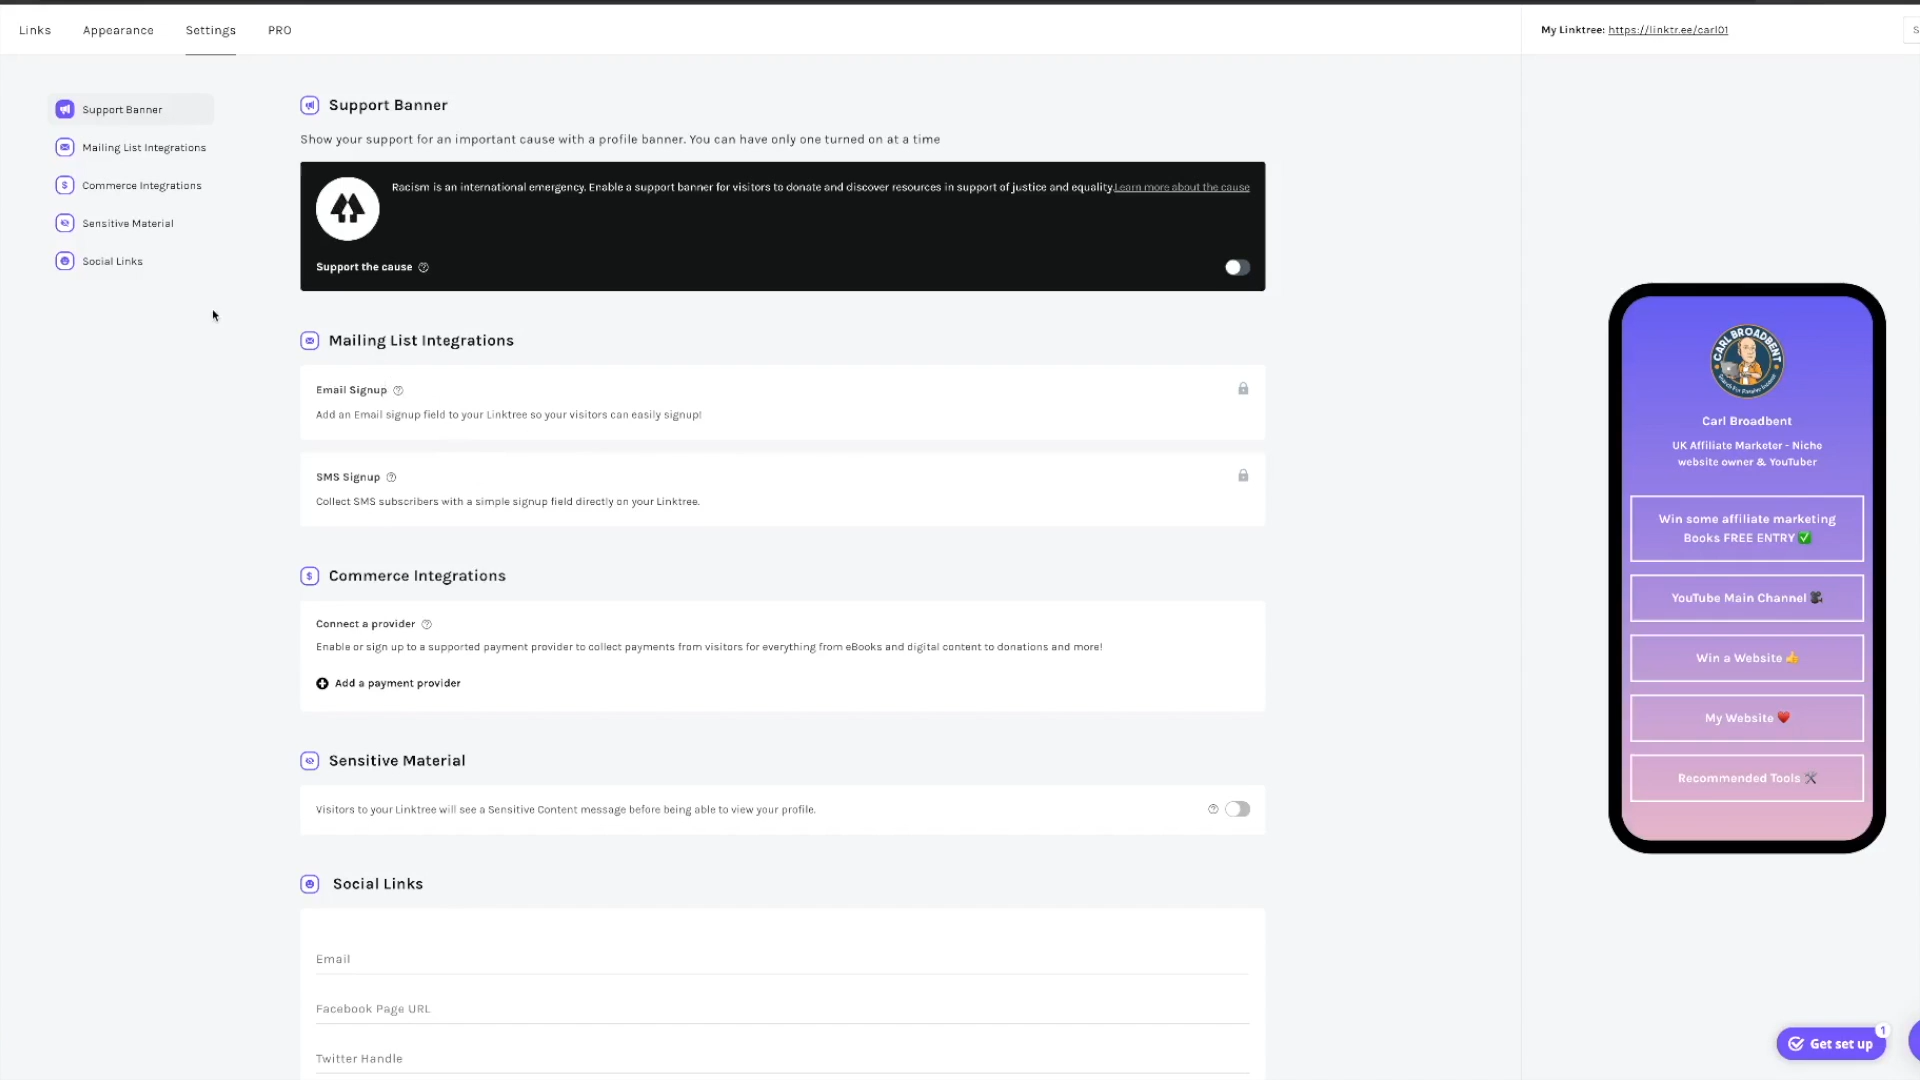 Links
Appearance
Settings
PRO
My Linktree: https://linktr.ee/carl01
S
Support Banner
Mailing List Integrations
Commerce Integrations
Sensitive Material
Social Links
Support Banner
Show your support for an important cause with a profile banner. You can have only one turned on at a time
Racism is an international emergency. Enable a support banner for visitors to donate and discover resources in support of justice and equality.Learn more about the cause
Support the cause
Mailing List Integrations
Email Signup
Add an Email signup field to your Linktree so your visitors can easily signup!
SMS Signup
Collect SMS subscribers with a simple signup field directly on your Linktree.
Commerce Integrations
Connect a provider
Enable or sign up to a supported payment provider to collect payments from visitors for everything from eBooks and digital content to donations and more!
Add a payment provider
Sensitive Material
Visitors to your Linktree will see a Sensitive Content message before being able to view your profile.
Social Links
Email
Facebook Page URL
Twitter Handle
CARL BROADBENT
Carl Broadbent
UK Affiliate Marketer - Niche
website owner & YouTuber
Win some affiliate marketing
Books FREE ENTRY ✅
YouTube Main Channel 🎥
Win a Website 👍
My Website ❤️
Recommended Tools 🛠
Get set up
1